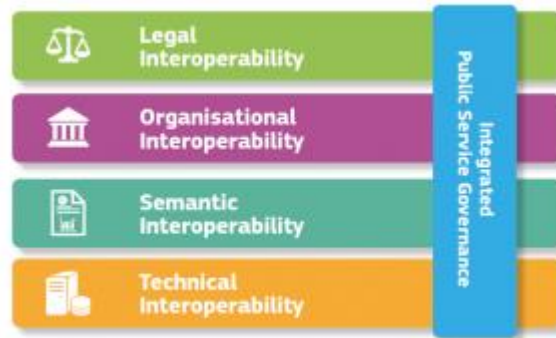 Legal
Interoperability
Organisational
Interoperability
Semantic
Interoperability
Technical
Interoperability
Integrated
Public Service Governance